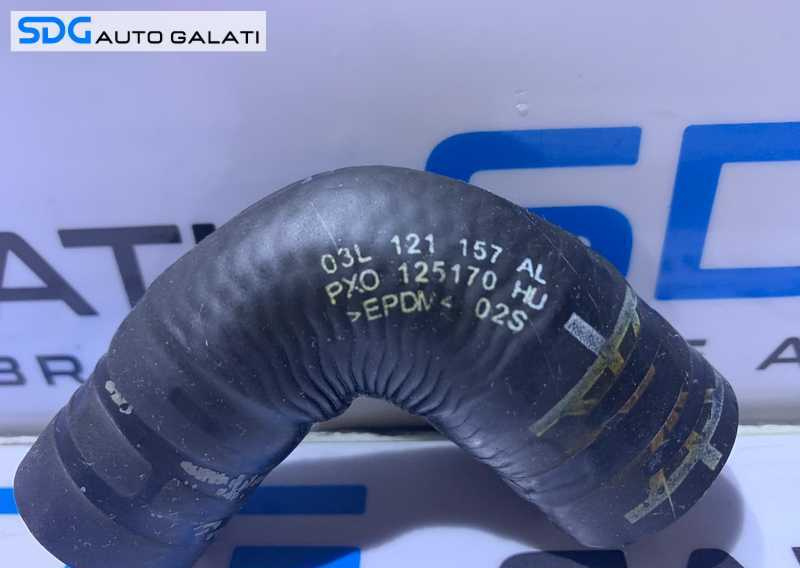 SDG AUTO GALATI
03L 121 157 AL
PXO 125170 HU
>EPDM< 02S